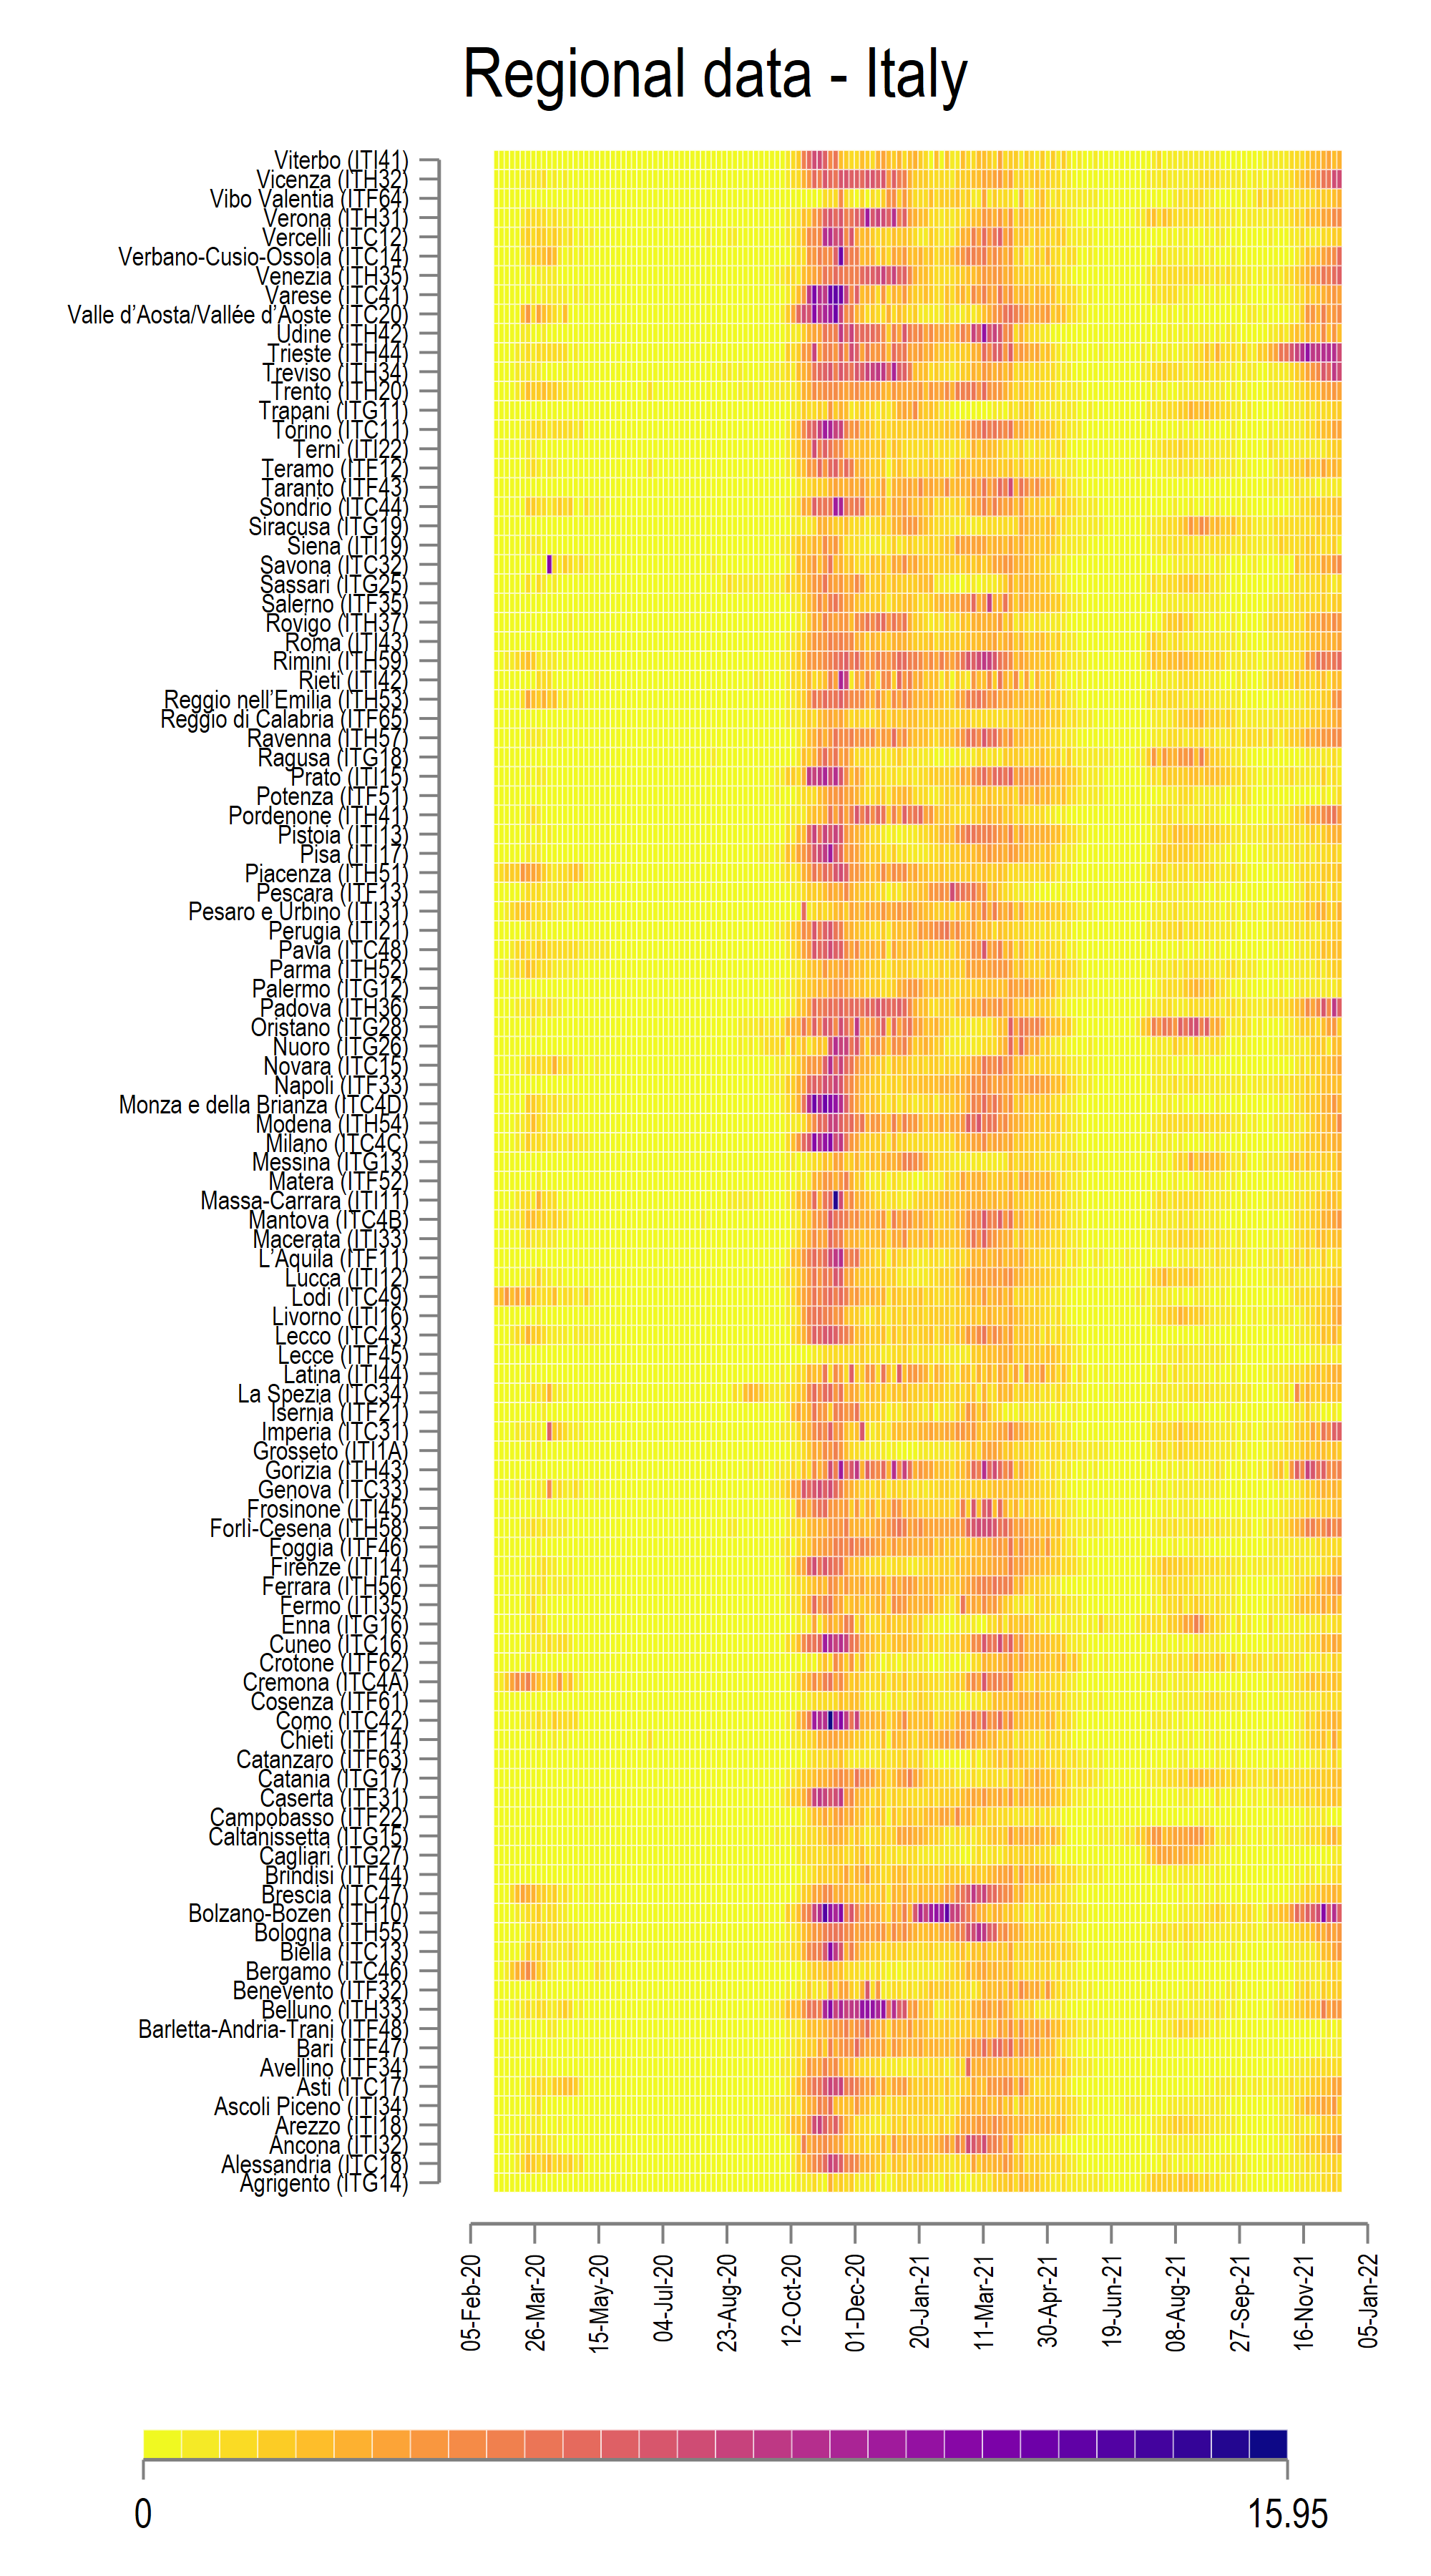 Regional data - Italy
Viterbo (ITI41)
Vicenza (ITH32)
Vibo Valentia (ITF64)
Verona (ITH31)
Vercelli (ITC12)
Verbano-Cusio-Ossola (ITC14)
Venezia (ITH35)
Varese (ITC41)
Valle d’Aosta/Vallée d’Aoste (ITC20)
Udine (ITH42)
Trieste (ITH44)
Treviso (ITH34)
Trento (ITH20)
Trapani (ITG11)
Torino (ITC11)
Terni (ITI22)
Teramo (ITF12)
Taranto (ITF43)
Sondrio (ITC44)
Siracusa (ITG19)
Siena (ITI19)
Savona (ITC32)
Sassari (ITG25)
Salerno (ITF35)
Rovigo (ITH37)
Roma (ITI43)
Rimini (ITH59)
Rieti (ITI42)
Reggio nell’Emilia (ITH53)
Reggio di Calabria (ITF65)
Ravenna (ITH57)
Ragusa (ITG18)
Prato (ITI15)
Potenza (ITF51)
Pordenone (ITH41)
Pistoia (ITI13)
Pisa (ITI17)
Piacenza (ITH51)
Pescara (ITF13)
Pesaro e Urbino (ITI31)
Perugia (ITI21)
Pavia (ITC48)
Parma (ITH52)
Palermo (ITG12)
Padova (ITH36)
Oristano (ITG28)
Nuoro (ITG26)
Novara (ITC15)
Napoli (ITF33)
Monza e della Brianza (ITC4D)
Modena (ITH54)
Milano (ITC4C)
Messina (ITG13)
Matera (ITF52)
Massa-Carrara (ITI11)
Mantova (ITC4B)
Macerata (ITI33)
L’Aquila (ITF11)
Lucca (ITI12)
Lodi (ITC49)
Livorno (ITI16)
Lecco (ITC43)
Lecce (ITF45)
Latina (ITI44)
La Spezia (ITC34)
Isernia (ITF21)
Imperia (ITC31)
Grosseto (ITI1A)
Gorizia (ITH43)
Genova (ITC33)
Frosinone (ITI45)
Forlì-Cesena (ITH58)
Foggia (ITF46)
Firenze (ITI14)
Ferrara (ITH56)
Fermo (ITI35)
Enna (ITG16)
Cuneo (ITC16)
Crotone (ITF62)
Cremona (ITC4A)
Cosenza (ITF61)
Como (ITC42)
Chieti (ITF14)
Catanzaro (ITF63)
Catania (ITG17)
Caserta (ITF31)
Campobasso (ITF22)
Caltanissetta (ITG15)
Cagliari (ITG27)
Brindisi (ITF44)
Brescia (ITC47)
Bolzano-Bozen (ITH10)
Bologna (ITH55)
Biella (ITC13)
Bergamo (ITC46)
Benevento (ITF32)
Belluno (ITH33)
Barletta-Andria-Trani (ITF48)
Bari (ITF47)
Avellino (ITF34)
Asti (ITC17)
Ascoli Piceno (ITI34)
Arezzo (ITI18)
Ancona (ITI32)
Alessandria (ITC18)
Agrigento (ITG14)
05-Feb-20
26-Mar-20
15-May-20
04-Jul-20
23-Aug-20
12-Oct-20
01-Dec-20
20-Jan-21
11-Mar-21
30-Apr-21
19-Jun-21
08-Aug-21
27-Sep-21
16-Nov-21
05-Jan-22
0
15.95